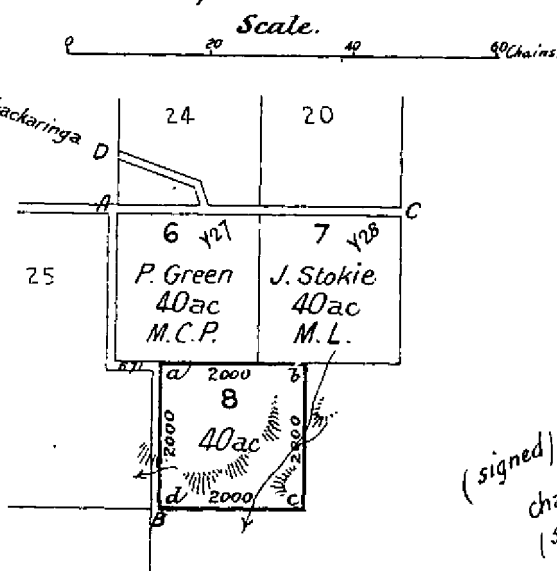 Scale.
0 20 40 60 Chains.
24 20
ackaringa
D
A C
6 Y27 7 Y28
25
P. Green J. Stokie
40ac 40ac
M.C.P. M.L.
a 2000 b
8
2000 40ac 2000
d 2000 c
B
(signed)
cha
(s